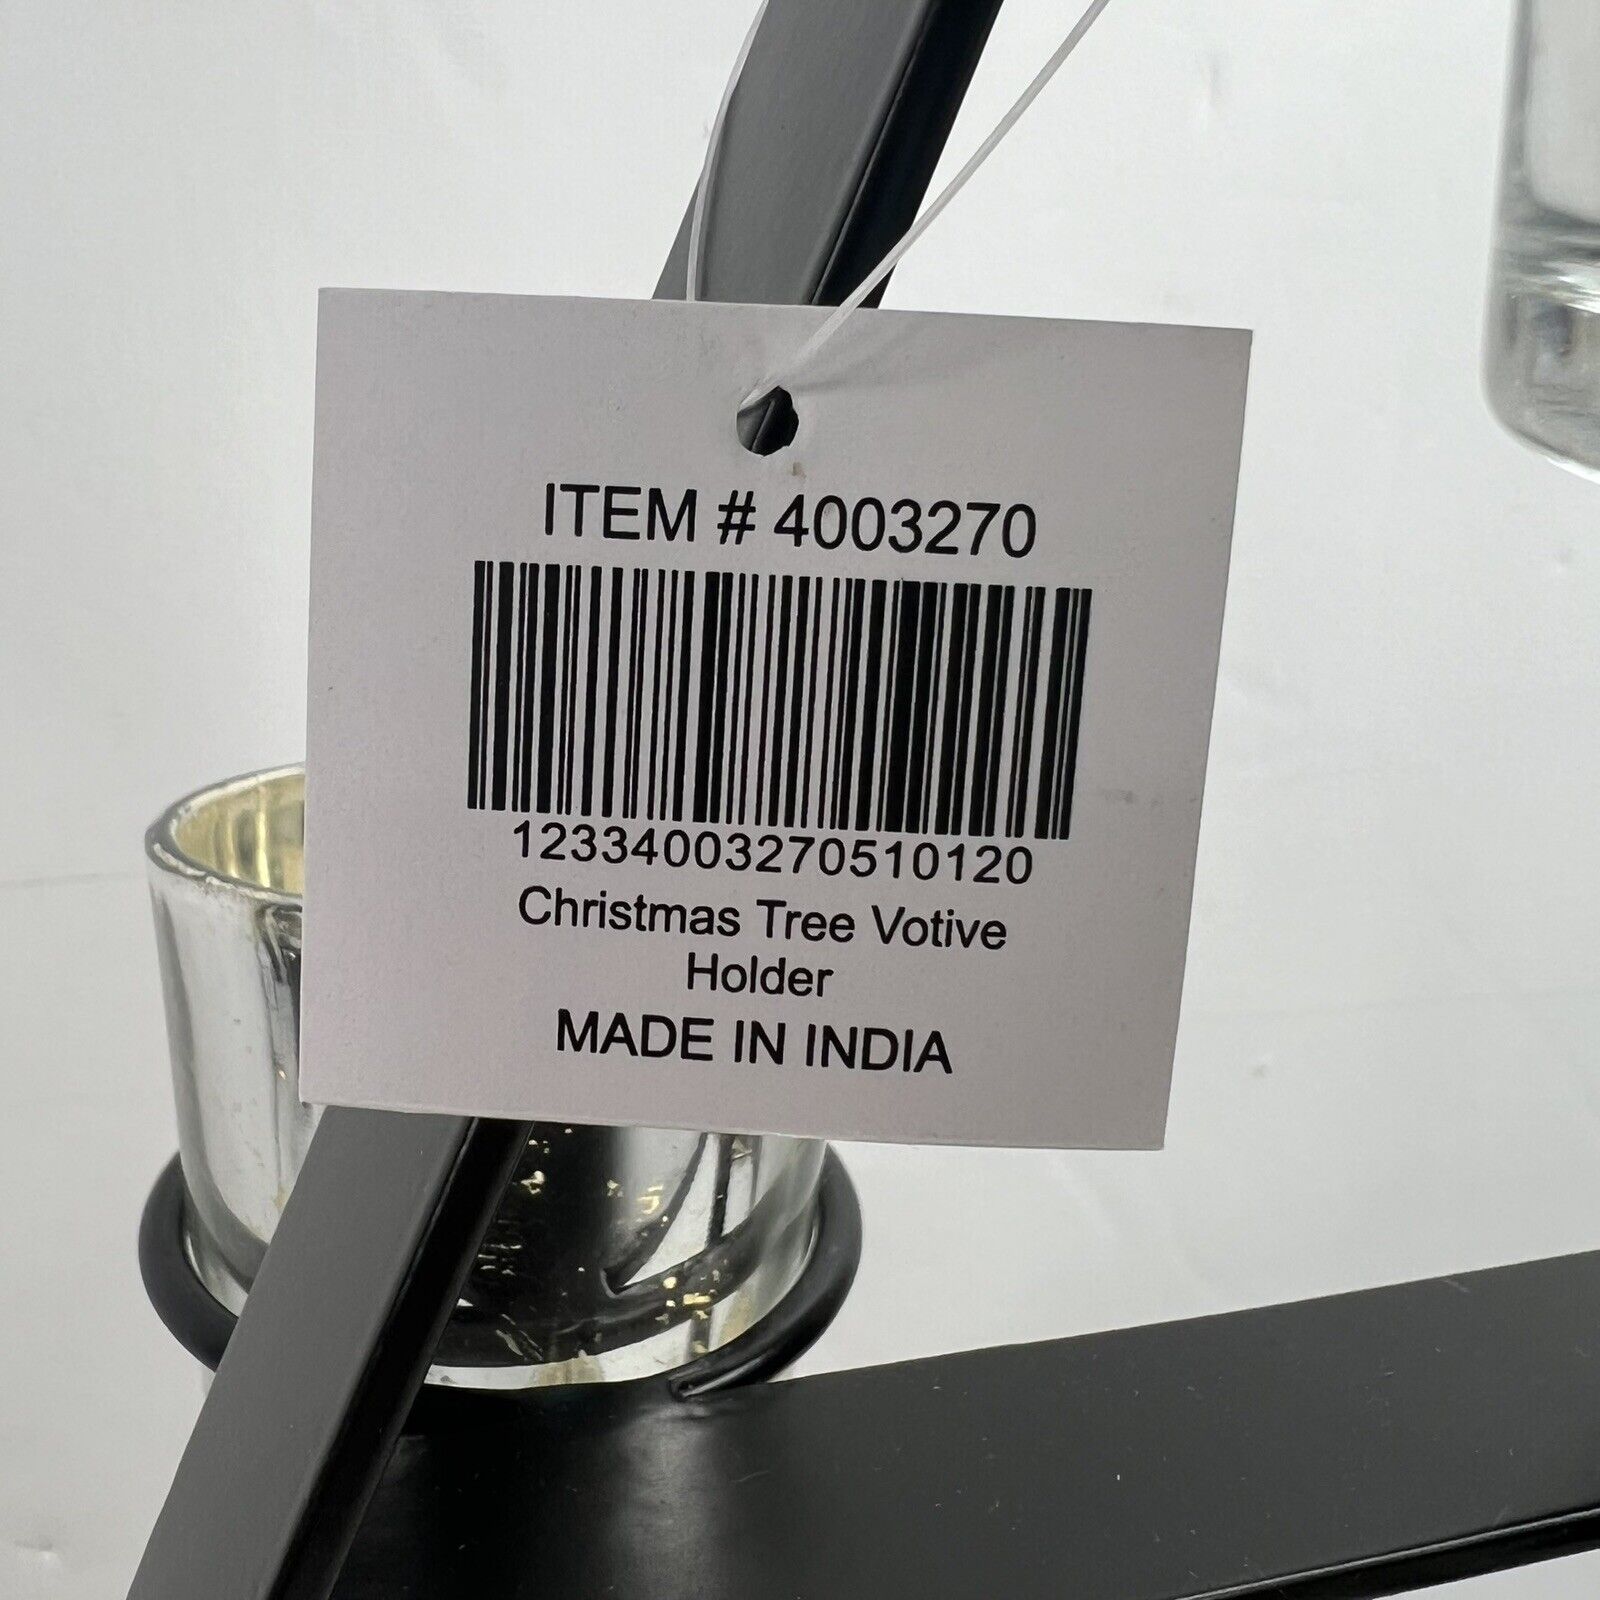 ITEM # 4003270
12334003270510120
Christmas Tree Votive
Holder
MADE IN INDIA